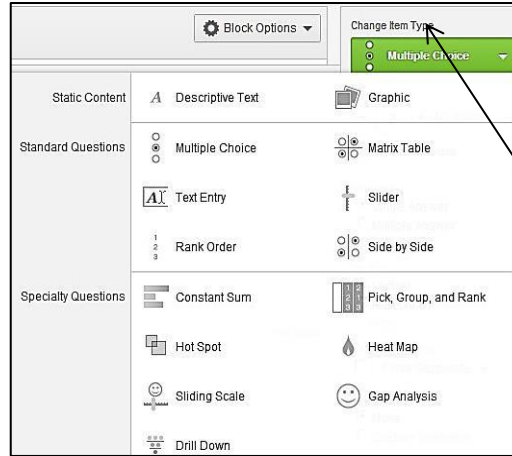 Block Options
Change Item Type
Multiple Choice
Static Content
Descriptive Text
Graphic
Standard Questions
Multiple Choice
Matrix Table
Text Entry
Slider
Rank Order
Side by Side
Specialty Questions
Constant Sum
Pick, Group, and Rank
Hot Spot
Heat Map
Sliding Scale
Gap Analysis
Drill Down